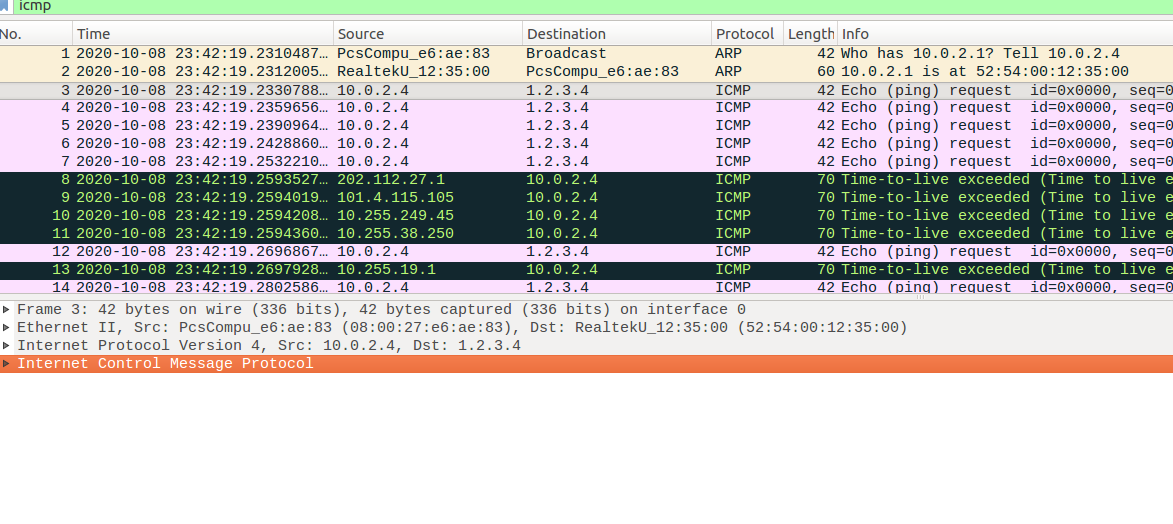 icmp
No. Time Source Destination Protocol Length Info
1 2020-10-08 23:42:19.2310487… PcsCompu_e6:ae:83 Broadcast ARP 42 Who has 10.0.2.1? Tell 10.0.2.4
2 2020-10-08 23:42:19.2312005… RealtekU_12:35:00 PcsCompu_e6:ae:83 ARP 60 10.0.2.1 is at 52:54:00:12:35:00
3 2020-10-08 23:42:19.2330788… 10.0.2.4 1.2.3.4 ICMP 42 Echo (ping) request id=0x0000, seq=0
4 2020-10-08 23:42:19.2359656… 10.0.2.4 1.2.3.4 ICMP 42 Echo (ping) request id=0x0000, seq=0
5 2020-10-08 23:42:19.2390964… 10.0.2.4 1.2.3.4 ICMP 42 Echo (ping) request id=0x0000, seq=0
6 2020-10-08 23:42:19.2428860… 10.0.2.4 1.2.3.4 ICMP 42 Echo (ping) request id=0x0000, seq=0
7 2020-10-08 23:42:19.2532210… 10.0.2.4 1.2.3.4 ICMP 42 Echo (ping) request id=0x0000, seq=0
8 2020-10-08 23:42:19.2593527… 202.112.27.1 10.0.2.4 ICMP 70 Time-to-live exceeded (Time to live e
9 2020-10-08 23:42:19.2594019… 101.4.115.105 10.0.2.4 ICMP 70 Time-to-live exceeded (Time to live e
10 2020-10-08 23:42:19.2594208… 10.255.249.45 10.0.2.4 ICMP 70 Time-to-live exceeded (Time to live e
11 2020-10-08 23:42:19.2594360… 10.255.38.250 10.0.2.4 ICMP 70 Time-to-live exceeded (Time to live e
12 2020-10-08 23:42:19.2696867… 10.0.2.4 1.2.3.4 ICMP 42 Echo (ping) request id=0x0000, seq=0
13 2020-10-08 23:42:19.2697928… 10.255.19.1 10.0.2.4 ICMP 70 Time-to-live exceeded (Time to live e
14 2020-10-08 23:42:19.2802586… 10.0.2.4 1.2.3.4 ICMP 42 Echo (ping) request id=0x0000, seq=0
Frame 3: 42 bytes on wire (336 bits), 42 bytes captured (336 bits) on interface 0
Ethernet II, Src: PcsCompu_e6:ae:83 (08:00:27:e6:ae:83), Dst: RealtekU_12:35:00 (52:54:00:12:35:00)
Internet Protocol Version 4, Src: 10.0.2.4, Dst: 1.2.3.4
Internet Control Message Protocol